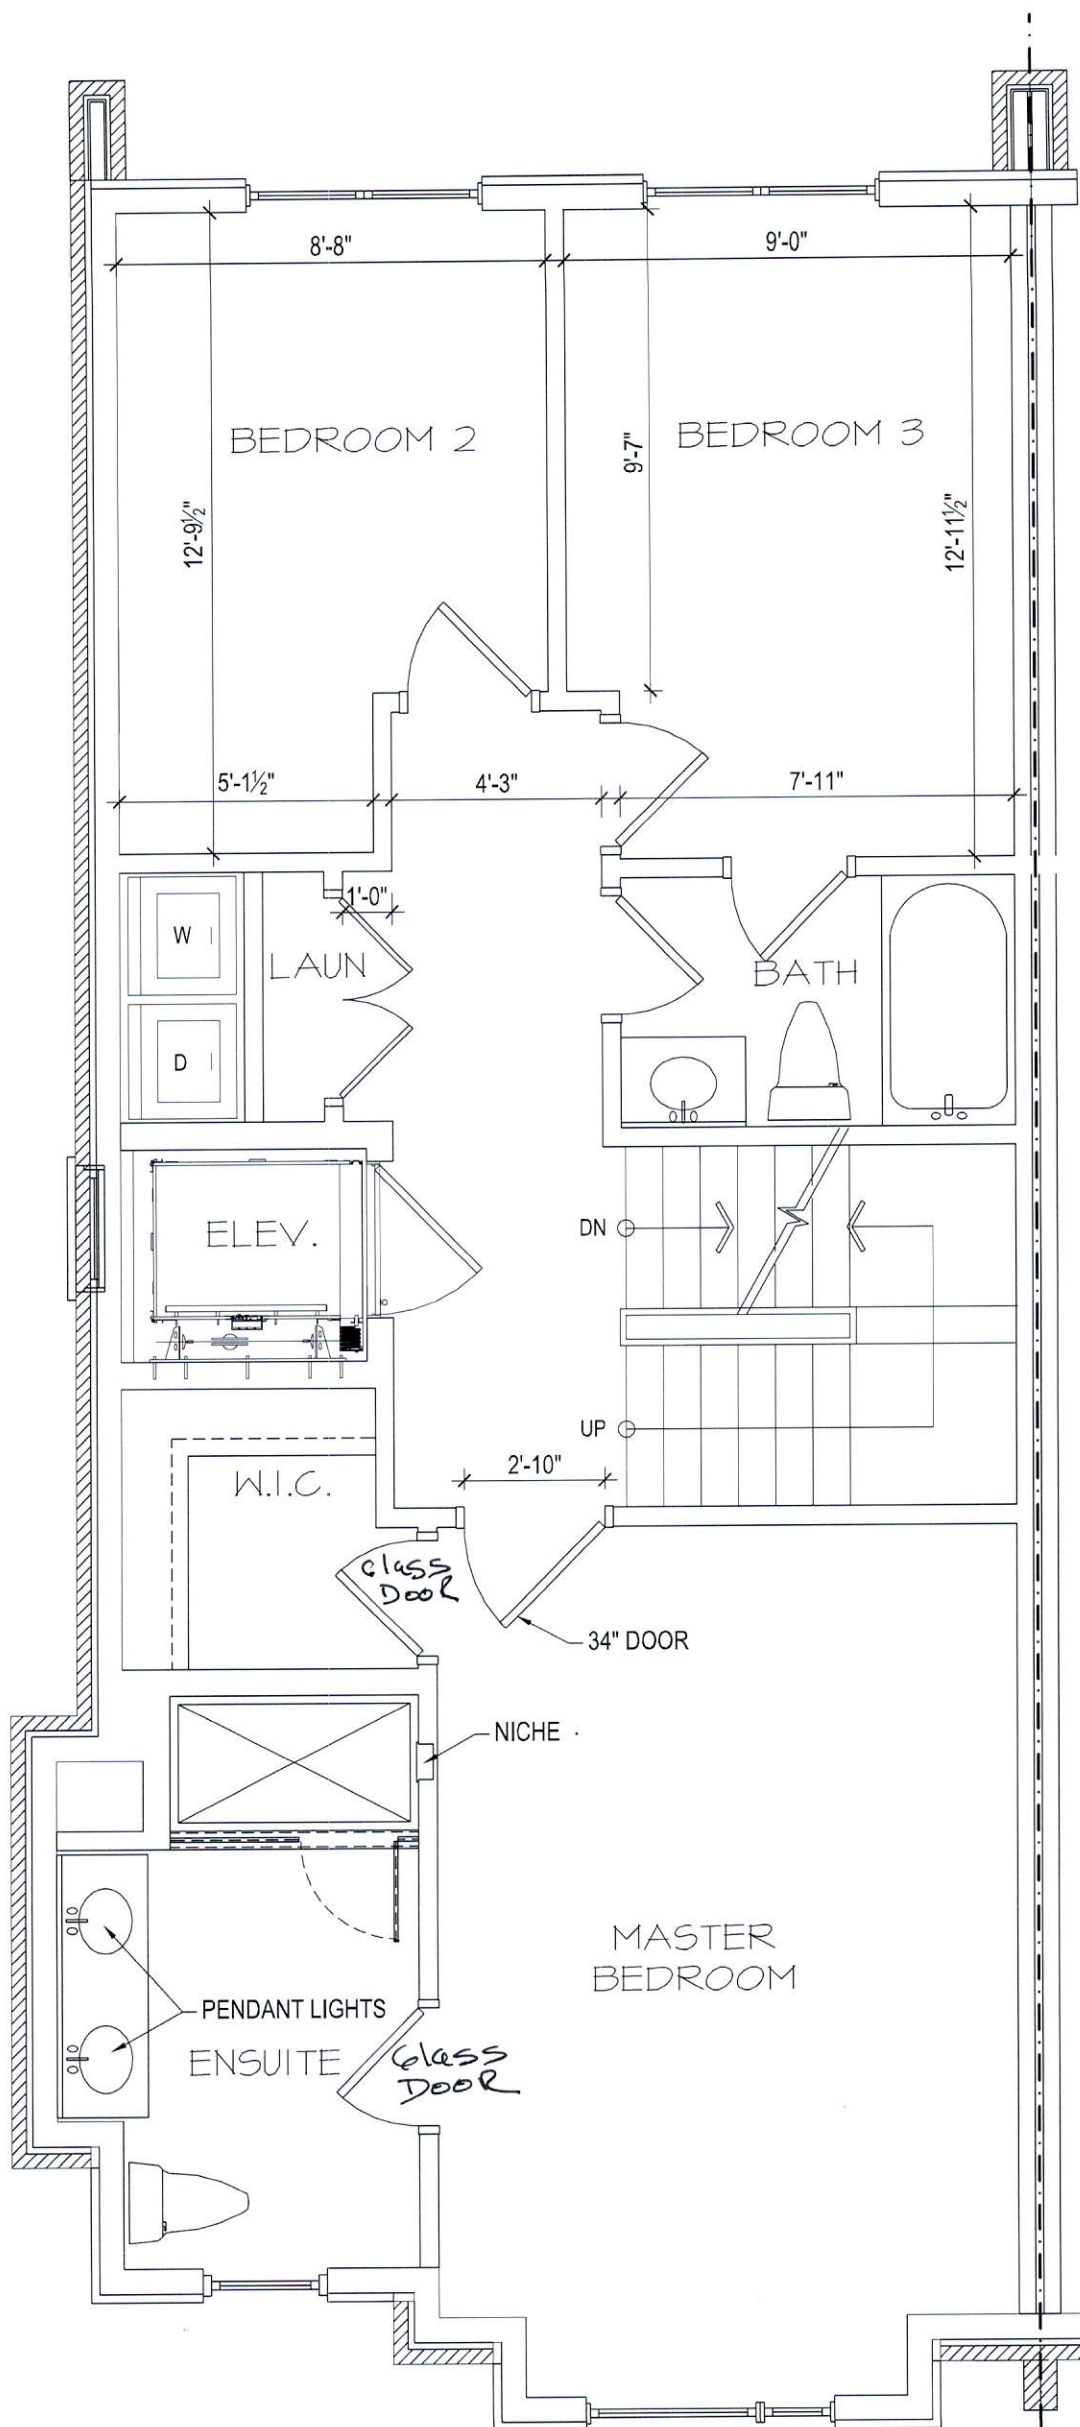 8'-8"
9'-0"
BEDROOM 2
BEDROOM 3
9'-7"
12'-9½"
12'-11½"
5'-1½"
4'-3"
7'-11"
1'-0"
W
LAUN
BATH
D
ELEV.
DN
UP
2'-10"
W.I.C.
Glass
DOOR
34" DOOR
NICHE
MASTER
BEDROOM
PENDANT LIGHTS
ENSUITE
Glass
DOOR